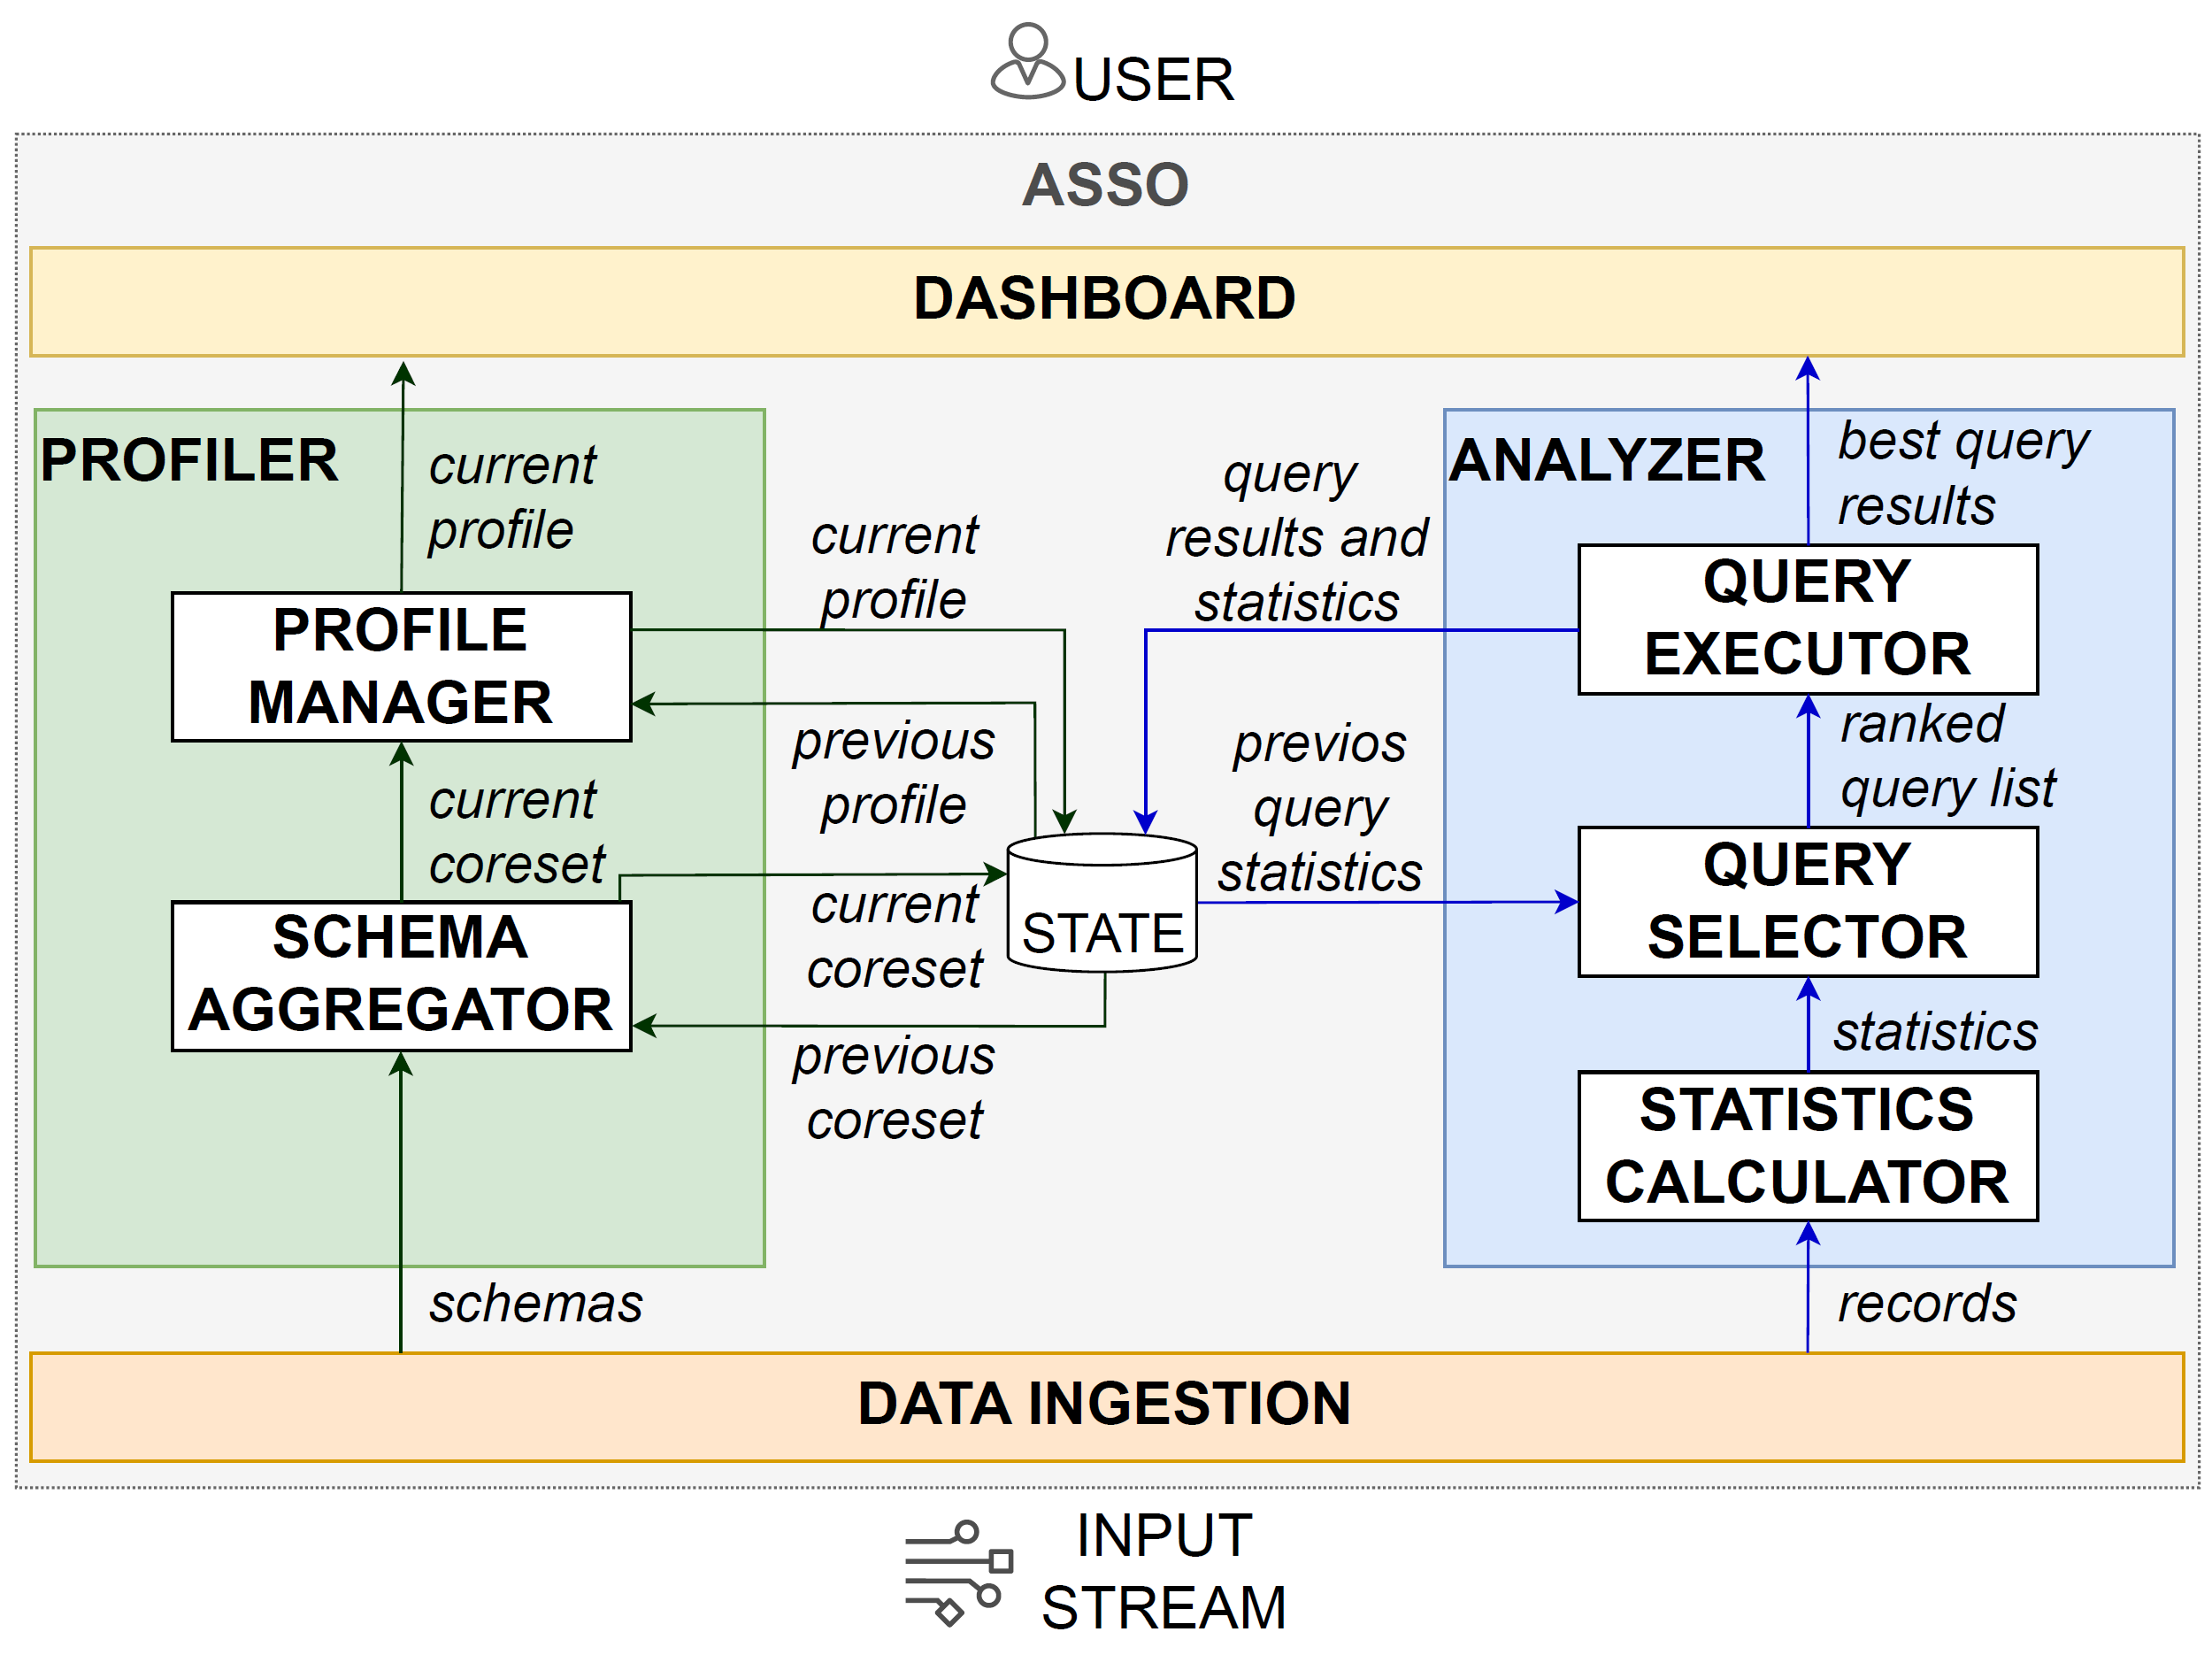 USER
ASSO
DASHBOARD
PROFILER
current
profile
PROFILE
MANAGER
current
coreset
SCHEMA
AGGREGATOR
schemas
current
profile
previous
profile
current
coreset
previous
coreset
STATE
query
results and
statistics
previos
query
statistics
ANALYZER
best query
results
QUERY
EXECUTOR
ranked
query list
QUERY
SELECTOR
statistics
STATISTICS
CALCULATOR
records
DATA INGESTION
INPUT
STREAM